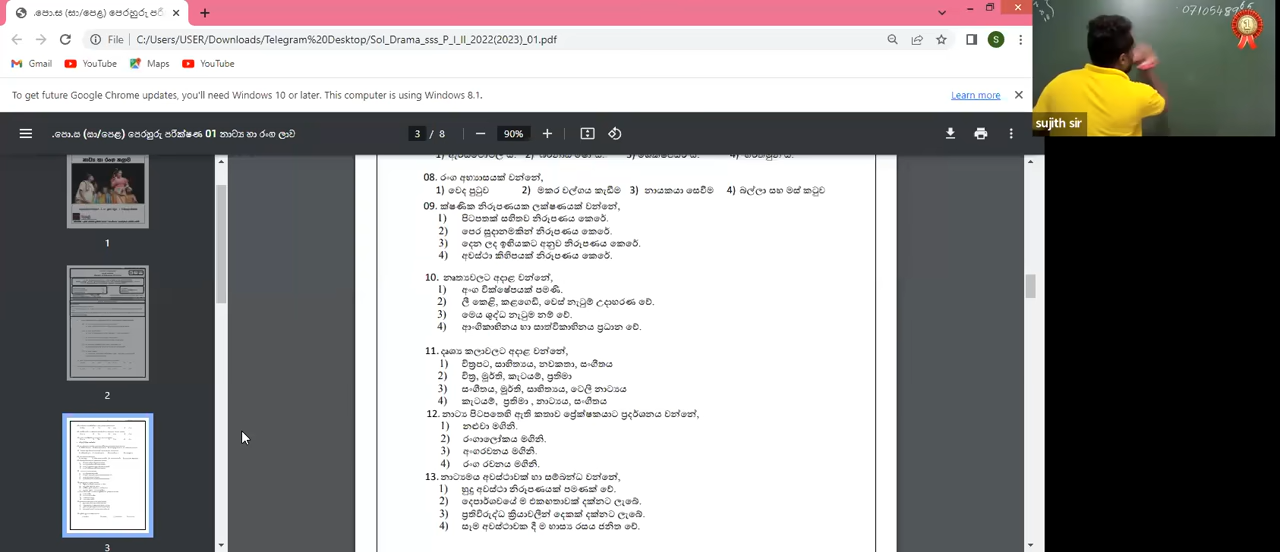 .පො.ස (සා/පෙළ) පෙරහුරු පරී
File
C:/Users/USER/Downloads/Telegram%20Desktop/Sol_Drama_sss_P_I_II_2022(2023)_01.pdf
S
Gmail YouTube Maps YouTube
To get future Google Chrome updates, you'll need Windows 10 or later. This computer is using Windows 8.1.
Learn more
.පො.ස (සා/පෙළ) පෙරහුරු පරීක්ෂණ 01 නාට්‍ය හා රංග ලාව
3 / 8
90%
0710548965
sujith sir
1
2
3
08. රංග අභ්‍යාසයක් වන්නේ,
1) වෙද පුටුව 2) මකර වල්ගය කැඩීම 3) නායකයා සෙවීම 4) බල්ලා සහ මස් කටුව
09. ක්ෂණික නිරූපණයක ලක්ෂණයක් වන්නේ,
1) පිටපතක් සහිතව නිරූපණය කෙරේ.
2) පෙර සූදානමකින් නිරූපණය කෙරේ.
3) දෙන ලද ඉඟියකට අනුව නිරූපණය කෙරේ.
4) අවස්ථා කිහිපයක් නිරූපණය කෙරේ.
10. නෘත්‍යවලට අදාළ වන්නේ,
1) අංග වික්ෂේපයක් පමණි.
2) ලී කෙළි, කළගෙඩි, වෙස් නැටුම් උදාහරණ වේ.
3) මෙය ශුද්ධ නැටුම නම් වේ.
4) ආංගිකාභිනය හා සාත්විකාභිනය ප්‍රධාන වේ.
11. දෘශ්‍ය කලාවලට අදාළ වන්නේ,
1) චිත්‍රපට, සාහිත්‍යය, නවකතා, සංගීතය
2) චිත්‍ර, මූර්ති, කැටයම්, ප්‍රතිමා
3) සංගීතය, මූර්ති, සාහිත්‍යය, ටෙලි නාට්‍යය
4) කැටයම්, ප්‍රතිමා , නාට්‍යය, සංගීතය
12. නාට්‍ය පිටපතෙහි ඇති කතාව ප්‍රේක්ෂකයාට ප්‍රදර්ශනය වන්නේ,
1) නළුවා මගිනි.
2) රංගාලෝකය මගිනි.
3) අංගරචනය මගිනි.
4) රංග රචනය මගිනි.
13. නාට්‍යමය අවස්ථාවක් හා සම්බන්ධ වන්නේ,
1) හුදු අවස්ථා නිරූපණයක් පමණක් වේ.
2) දෙපාර්ශවයේ ම එකඟතාවක් දක්නට ලැබේ.
3) ප්‍රතිවිරුද්ධ ක්‍රියාවලීන් දෙකක් දක්නට ලැබේ.
4) සෑම අවස්ථාවක දී ම හාස්‍ය රසය ජනිත වේ.